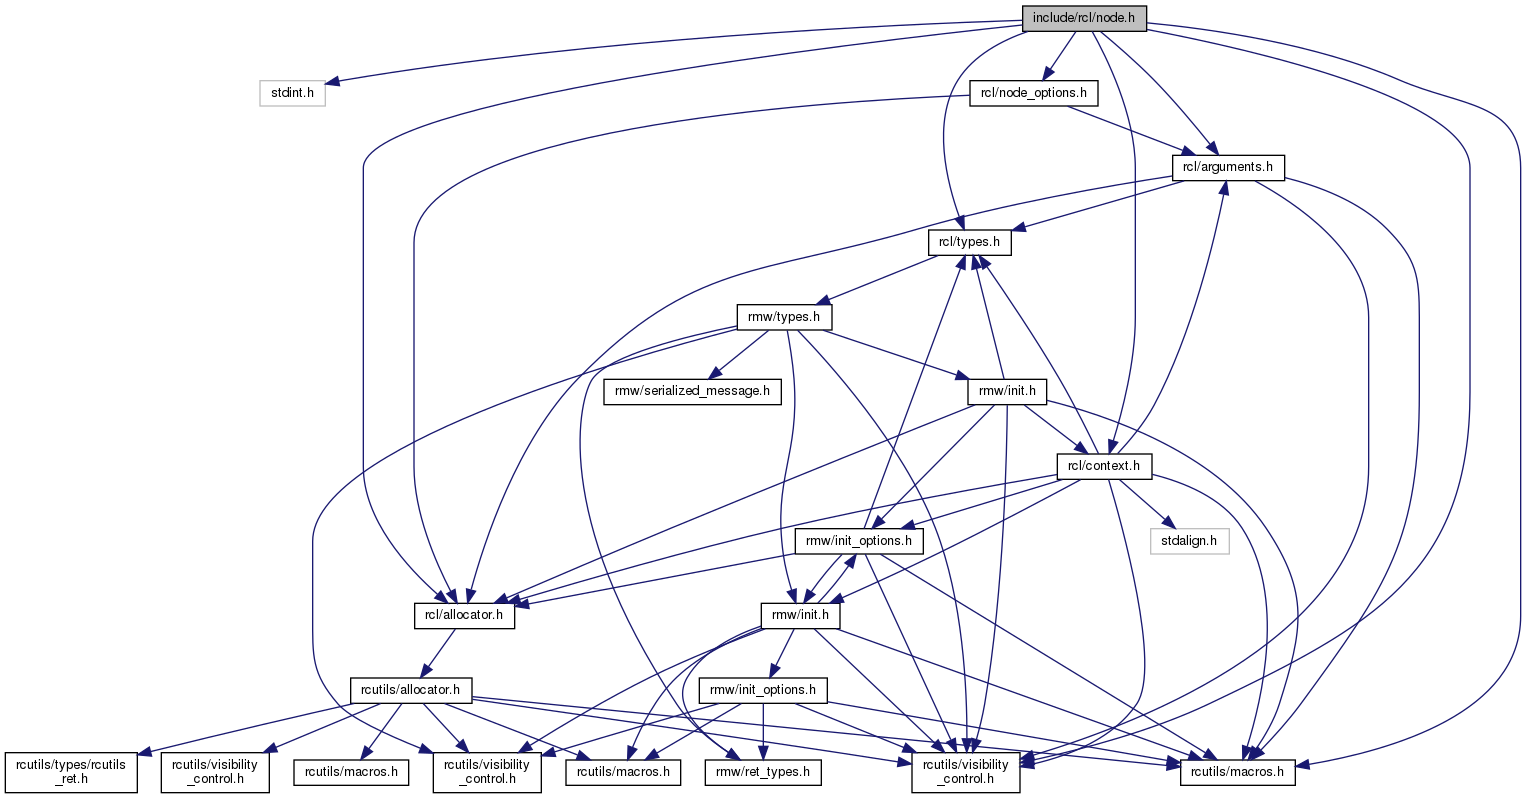 include/rcl/node.h
stdint.h
rcl/node_options.h
rcl/arguments.h
rcl/types.h
rmw/types.h
rmw/serialized_message.h
rmw/init.h
rcl/context.h
rmw/init_options.h
stdalign.h
rcl/allocator.h
rmw/init.h
rcutils/allocator.h
rmw/init_options.h
rcutils/types/rcutils
_ret.h
rcutils/visibility
_control.h
rcutils/macros.h
rcutils/visibility
_control.h
rcutils/macros.h
rmw/ret_types.h
rcutils/visibility
_control.h
rcutils/macros.h